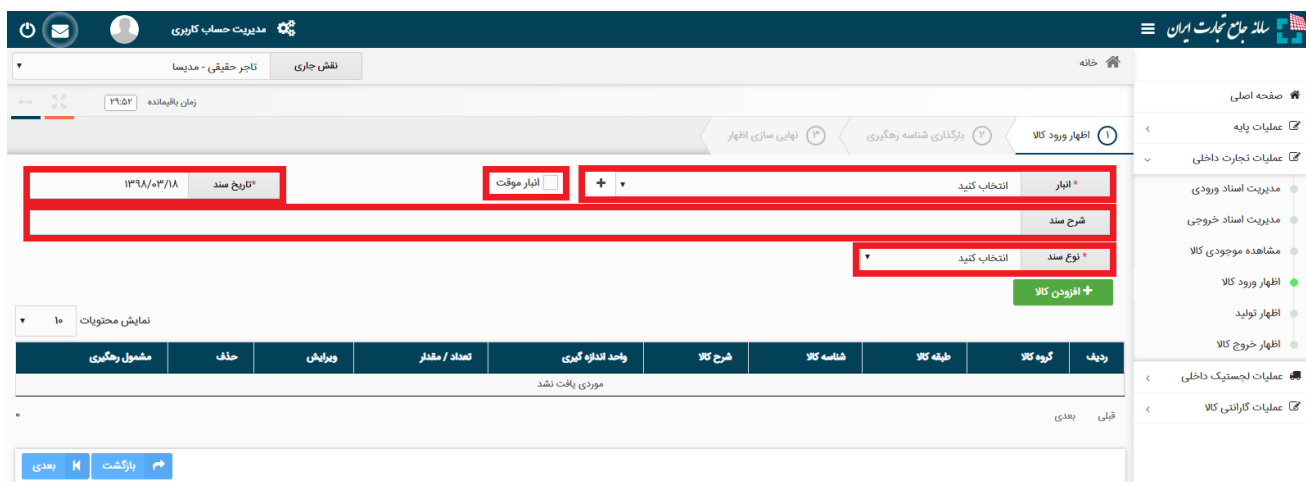 سامانه جامع تجارت ایران
مدیریت حساب کاربری
خانه
نقش جاری
تاجر حقیقی - مدیسا
زمان باقیمانده ۲۹:۵۲
صفحه اصلی
عملیات پایه
عملیات تجارت داخلی
مدیریت اسناد ورودی
مدیریت اسناد خروجی
مشاهده موجودی کالا
اظهار ورود کالا
اظهار تولید
اظهار خروج کالا
عملیات لجستیک داخلی
عملیات گارانتی کالا
۱ اظهار ورود کالا
۲ بارگذاری شناسه رهگیری
۳ نهایی سازی اظهار
* انبار انتخاب کنید +
انبار موقت
*تاریخ سند ۱۳۹۸/۰۳/۱۸
شرح سند
* نوع سند انتخاب کنید
+ افزودن کالا
نمایش محتویات ۱۰
ردیف گروه کالا طبقه کالا شناسه کالا شرح کالا واحد اندازه گیری تعداد / مقدار ویرایش حذف مشمول رهگیری
موردی یافت نشد
قبلی بعدی ۰
بازگشت بعدی